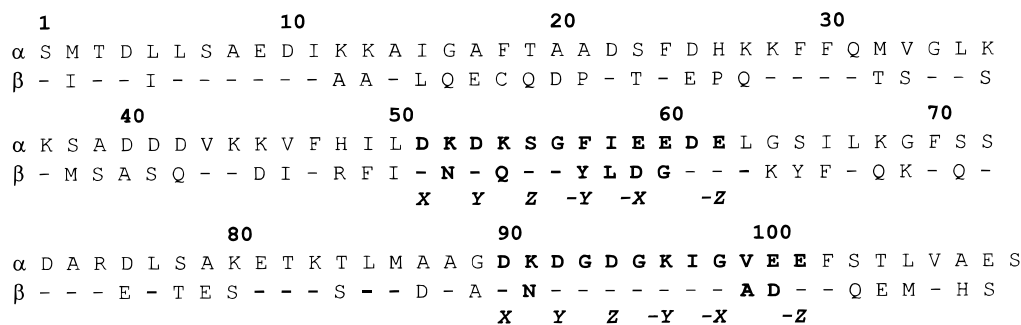 1 10 20 30
α S M T D L L S A E D I K K A I G A F T A A D S F D H K K F F Q M V G L K
β - I - - I - - - - - - A A - L Q E C Q D P - T - E P Q - - - - T S - - S
40 50 60 70
α K S A D D D V K K V F H I L D K D K S G F I E E D E L G S I L K G F S S
β - M S A S Q - - D I - R F I - N - Q - - Y L D G - - - K Y F - Q K - Q -
X Y Z -Y -X -Z
80 90 100
α D A R D L S A K E T K T L M A A G D K D G D G K I G V E E F S T L V A E S
β - - - E - T E S - - - S - - D - A - N - - - - - - - A D - - Q E M - H S
X Y Z -Y -X -Z